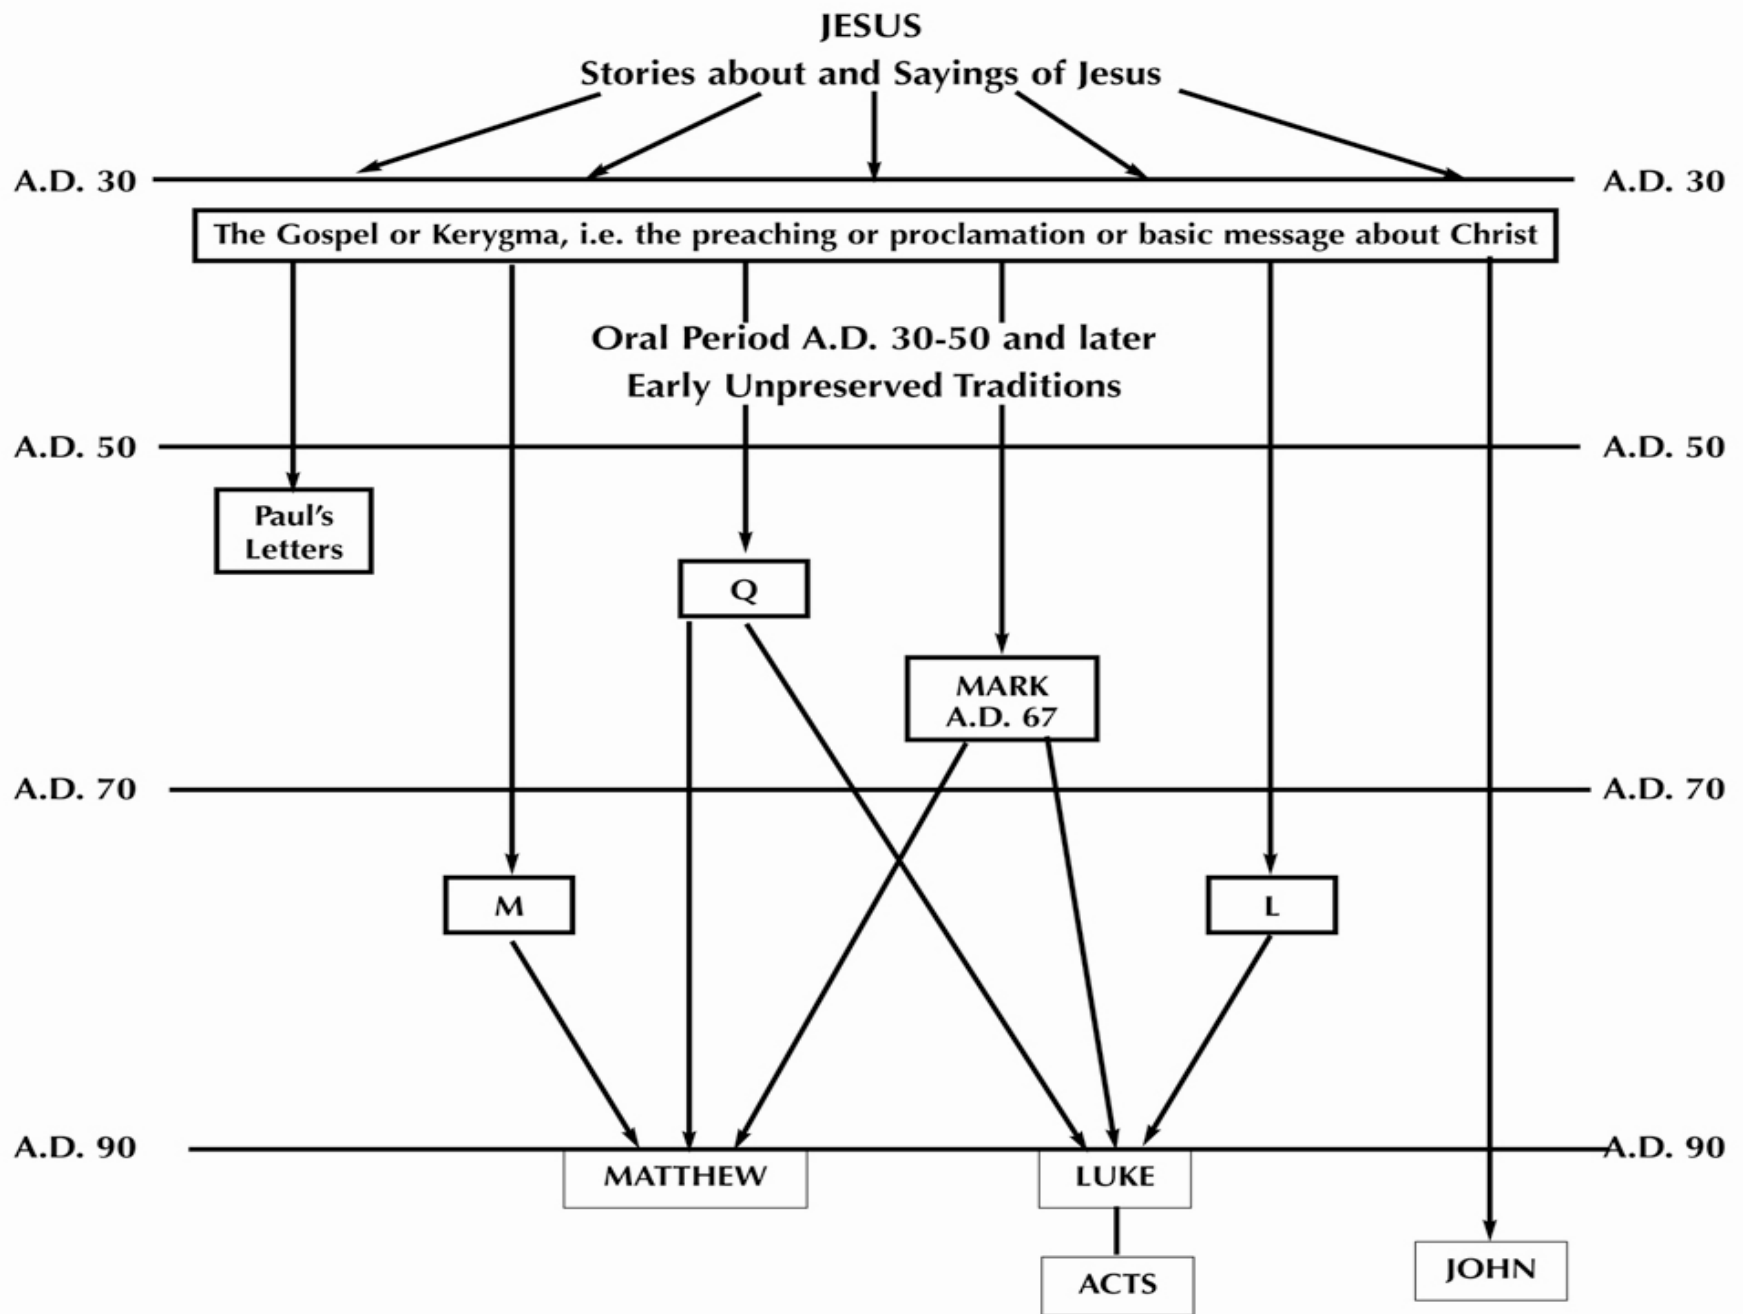 JESUS
Stories about and Sayings of Jesus
A.D. 30
A.D. 30
The Gospel or Kerygma, i.e. the preaching or proclamation or basic message about Christ
Oral Period A.D. 30-50 and later
Early Unpreserved Traditions
A.D. 50
A.D. 50
Paul’s
Letters
Q
MARK
A.D. 67
A.D. 70
A.D. 70
M
L
A.D. 90
A.D. 90
MATTHEW
LUKE
JOHN
ACTS